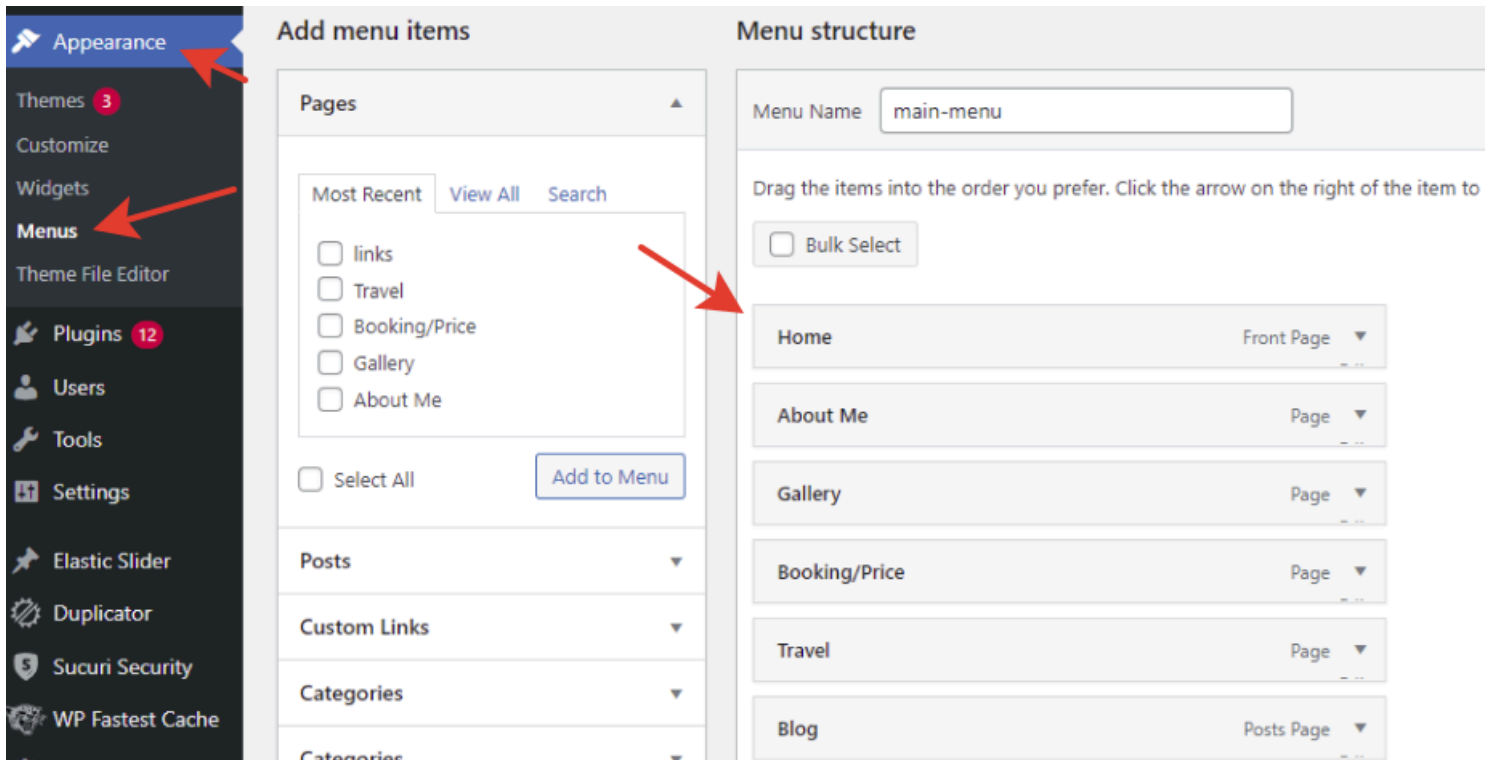 Appearance
Themes 3
Customize
Widgets
Menus
Theme File Editor
Plugins 12
Users
Tools
Settings
Elastic Slider
Duplicator
Sucuri Security
WP Fastest Cache
Add menu items
Pages
Most Recent View All Search
links
Travel
Booking/Price
Gallery
About Me
Select All Add to Menu
Posts
Custom Links
Categories
Categories
Menu structure
Menu Name main-menu
Drag the items into the order you prefer. Click the arrow on the right of the item to
Bulk Select
Home Front Page
About Me Page
Gallery Page
Booking/Price Page
Travel Page
Blog Posts Page